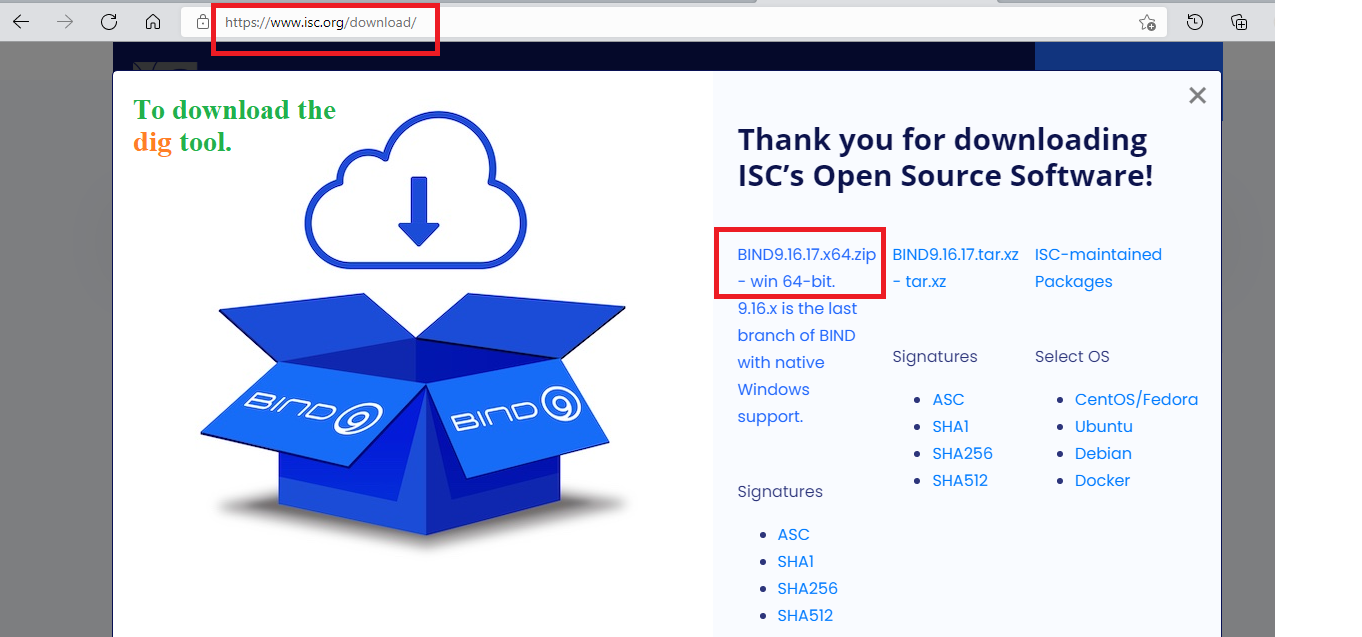 https://www.isc.org/download/
To download the
dig tool.
Thank you for downloading
ISC’s Open Source Software!
BIND9.16.17.x64.zip
- win 64-bit.
9.16.x is the last
branch of BIND
with native
Windows
support.
Signatures
ASC
SHA1
SHA256
SHA512
BIND9.16.17.tar.xz
- tar.xz
Signatures
ASC
SHA1
SHA256
SHA512
ISC-maintained
Packages
Select OS
CentOS/Fedora
Ubuntu
Debian
Docker
BIND 9
BIND 9